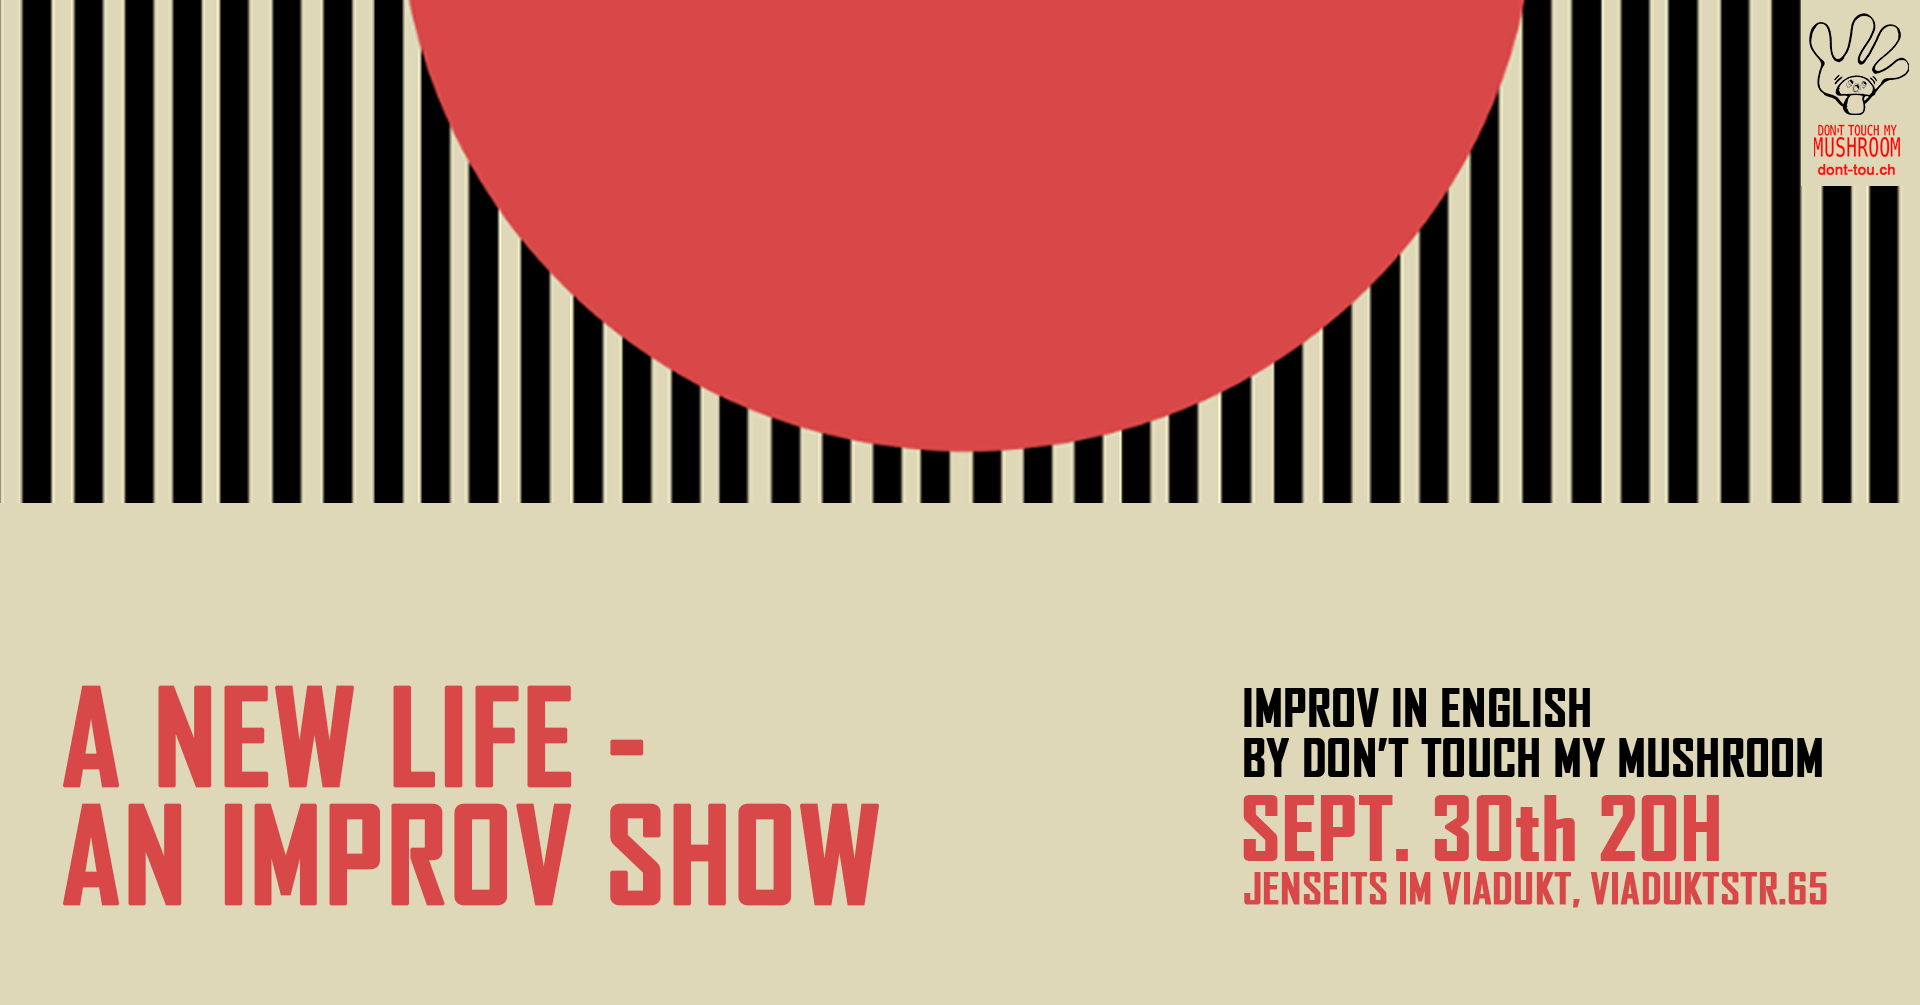 DON'T TOUCH MY
MUSHROOM
dont-tou.ch
A NEW LIFE -
AN IMPROV SHOW
IMPROV IN ENGLISH
BY DON'T TOUCH MY MUSHROOM
SEPT. 30th 20H
JENSEITS IM VIADUKT, VIADUKTSTR.65